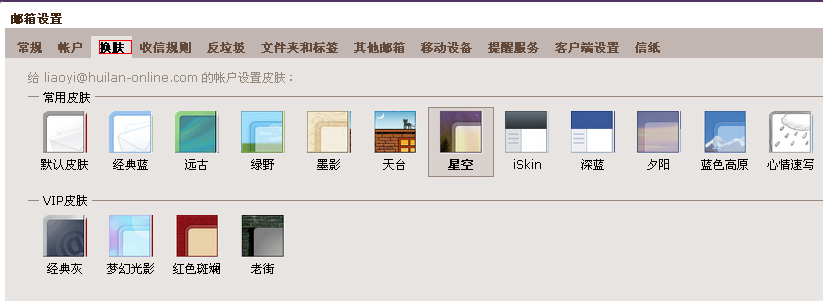 邮箱设置
常规 帐户 换肤 收信规则 反垃圾 文件夹和标签 其他邮箱 移动设备 提醒服务 客户端设置 信纸
给 liaoyi@huilan-online.com 的帐户设置皮肤：
常用皮肤
默认皮肤 经典蓝 远古 绿野 墨影 天台 星空 iSkin 深蓝 夕阳 蓝色高原 心情速写
VIP皮肤
经典灰 梦幻光影 红色斑斓 老街